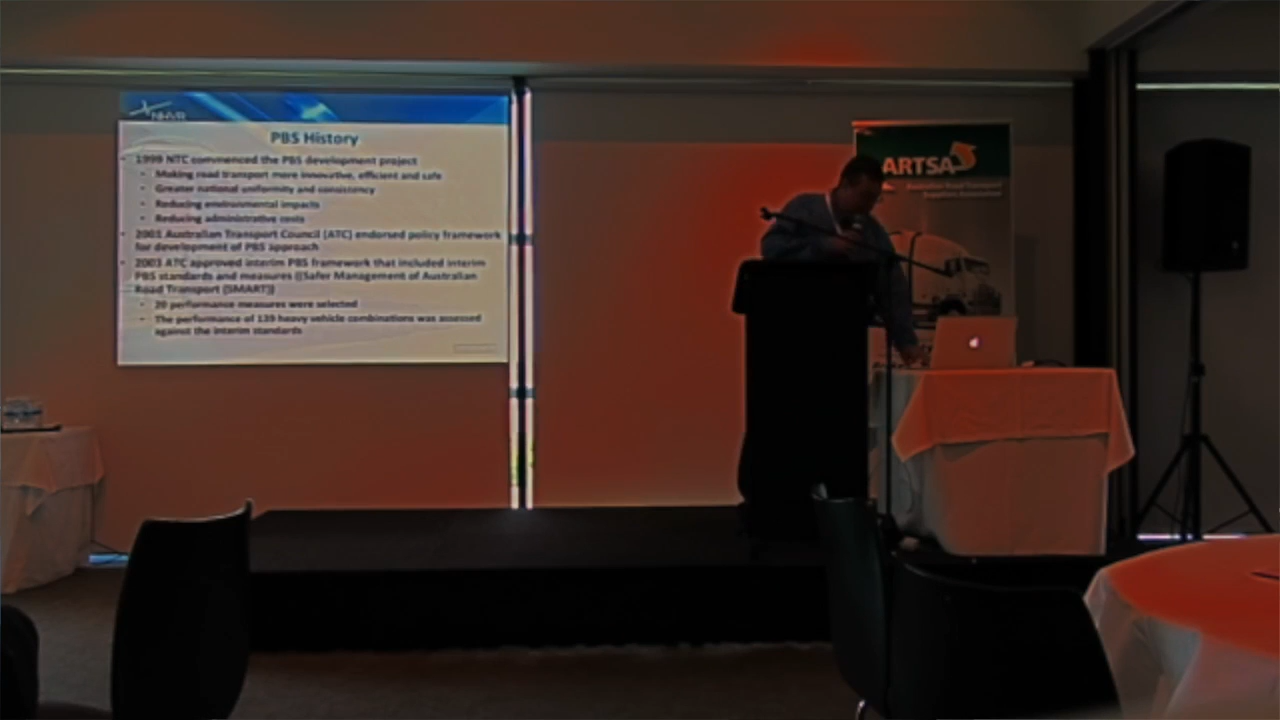 NHVR
PBS History
1999 NTC commenced the PBS development project
Making road transport more innovative, efficient and safe
Greater national uniformity and consistency
Reducing environmental impacts
Reducing administrative costs
2001 Australian Transport Council (ATC) endorsed policy framework
for development of PBS approach
2003 ATC approved interim PBS framework that included interim
PBS standards and measures ((Safer Management of Australian
Road Transport (SMART))
20 performance measures were selected
The performance of 139 heavy vehicle combinations was assessed
against the interim standards
ARTSA
Australian Road Transport